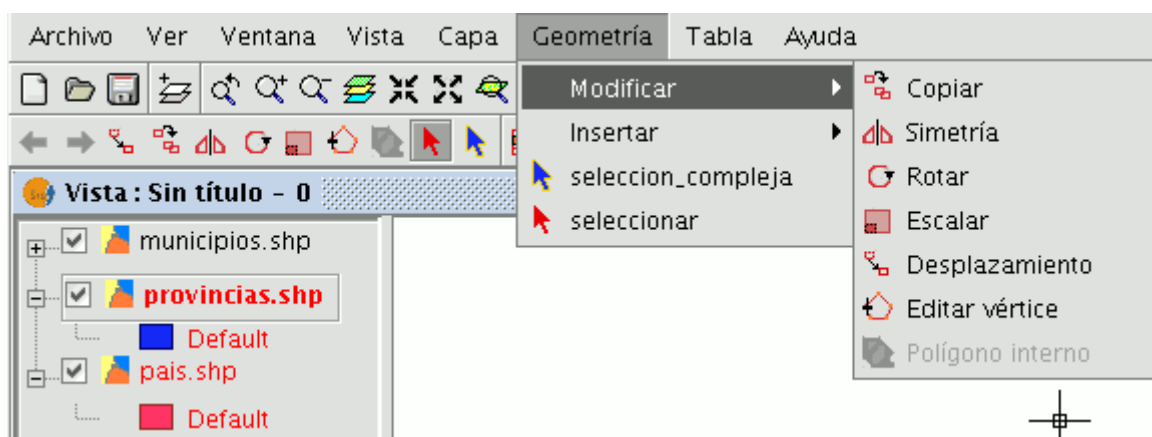 Archivo Ver Ventana Vista Capa Geometría Tabla Ayuda
Modificar
Insertar
seleccion_compleja
seleccionar
Copiar
Simetría
Rotar
Escalar
Desplazamiento
Editar vértice
Polígono interno
Vista : Sin título - 0
municipios.shp
provincias.shp
Default
pais.shp
Default